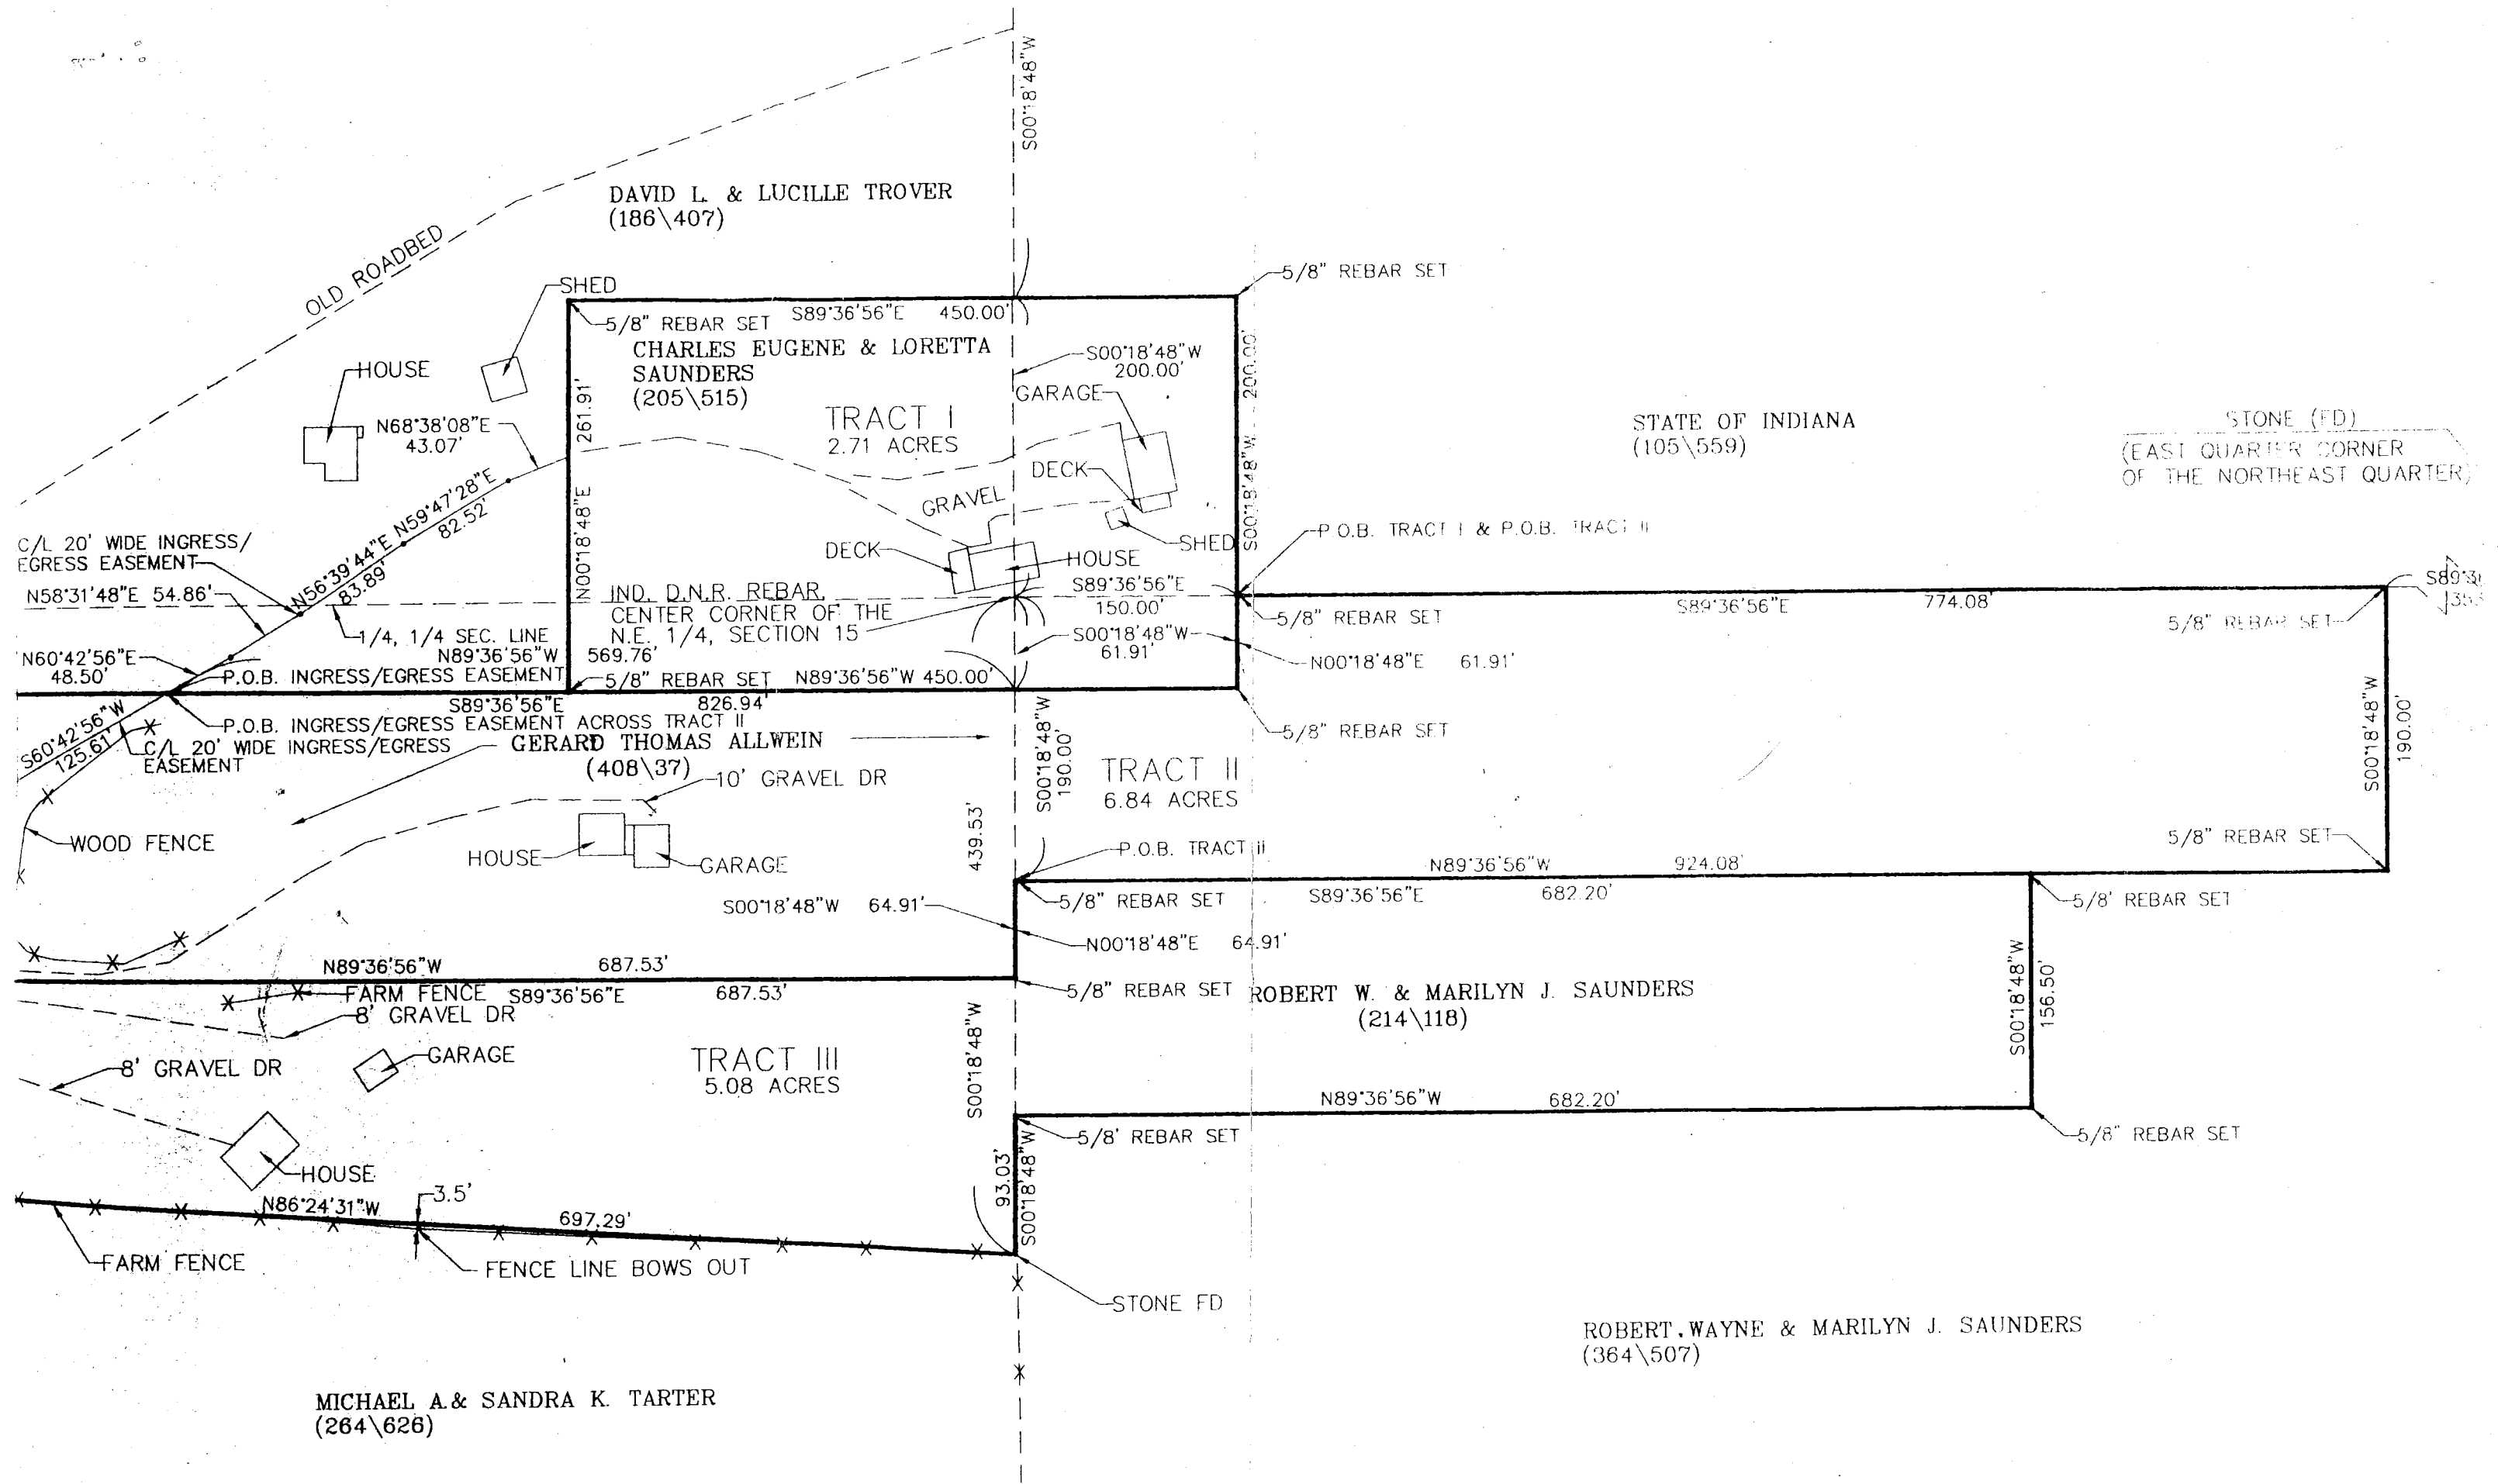 S00°18'48"W
DAVID L. & LUCILLE TROVER
(186\407)
OLD ROADBED
SHED
5/8" REBAR SET
5/8" REBAR SET
S89°36'56"E 450.00'
CHARLES EUGENE & LORETTA
SAUNDERS
(205\515)
HOUSE
S00°18'48"W
200.00'
GARAGE
261.91'
N00°18'48"E
S00°18'48"W 200.00'
N68°38'08"E
43.07'
TRACT I
2.71 ACRES
STATE OF INDIANA
(105\559)
STONE (FD)
(EAST QUARTER CORNER
OF THE NORTHEAST QUARTER)
DECK
GRAVEL
N59°47'28"E
82.52'
C/L 20' WIDE INGRESS/
EGRESS EASEMENT
N56°39'44"E
83.89'
DECK
HOUSE
SHED
P.O.B. TRACT I & P.O.B. TRACT II
N58°31'48"E 54.86'
IND. D.N.R. REBAR,
CENTER CORNER OF THE
N.E. 1/4, SECTION 15
S89°36'56"E
150.00'
5/8" REBAR SET
S89°36'56"E 774.08'
5/8" REBAR SET
1/4, 1/4 SEC. LINE
S00°18'48"W
61.91'
N00°18'48"E 61.91'
N89°36'56"W 569.76'
N60°42'56"E
48.50'
P.O.B. INGRESS/EGRESS EASEMENT
5/8" REBAR SET
N89°36'56"W 450.00'
S89°36'56"E 826.94'
P.O.B. INGRESS/EGRESS EASEMENT ACROSS TRACT II
S60°42'56"W
125.61'
C/L 20' WIDE INGRESS/EGRESS
EASEMENT
GERARD THOMAS ALLWEIN
(408\37)
5/8" REBAR SET
S00°18'48"W
190.00'
TRACT II
6.84 ACRES
S00°18'48"W
190.00'
10' GRAVEL DR
WOOD FENCE
HOUSE
GARAGE
439.53'
P.O.B. TRACT II
5/8" REBAR SET
N89°36'56"W 924.08'
S89°36'56"E 682.20'
5/8" REBAR SET
5/8' REBAR SET
S00°18'48"W 64.91'
N00°18'48"E 64.91'
N89°36'56"W 687.53'
S89°36'56"E 687.53'
FARM FENCE
8' GRAVEL DR
5/8" REBAR SET
ROBERT W. & MARILYN J. SAUNDERS
(214\118)
S00°18'48"W
156.50'
8' GRAVEL DR
GARAGE
TRACT III
5.08 ACRES
S00°18'48"W
N89°36'56"W 682.20'
5/8' REBAR SET
5/8" REBAR SET
HOUSE
93.03'
S00°18'48"W
N86°24'31"W 697.29'
3.5'
FARM FENCE
FENCE LINE BOWS OUT
STONE FD
ROBERT WAYNE & MARILYN J. SAUNDERS
(364\507)
MICHAEL A. & SANDRA K. TARTER
(264\626)